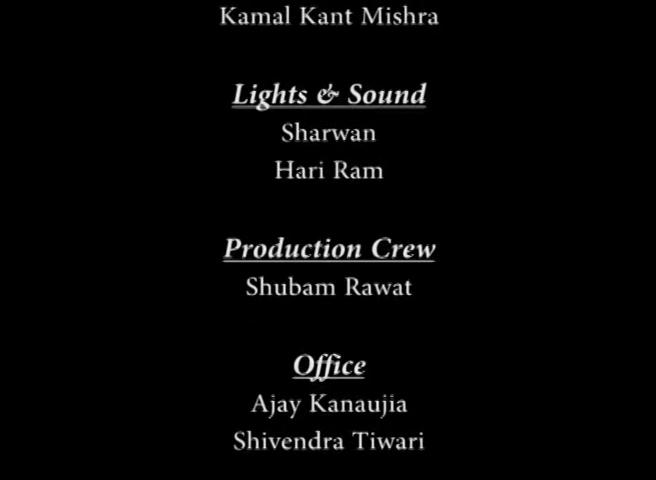 Kamal Kant Mishra
Lights & Sound
Sharwan
Hari Ram
Production Crew
Shubam Rawat
Office
Ajay Kanaujia
Shivendra Tiwari